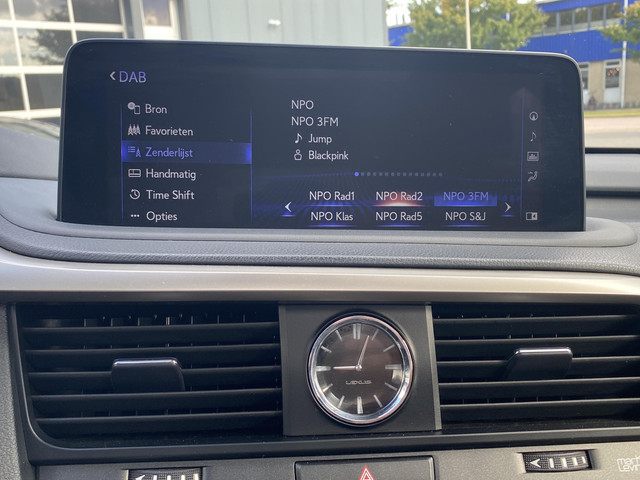 DAB
Bron
Favorieten
Zenderlijst
Handmatig
Time Shift
Opties
NPO
NPO 3FM
Jump
Blackpink
NPO Rad1 NPO Rad2 NPO 3FM
NPO Klas NPO Rad5 NPO S&J
LEXUS